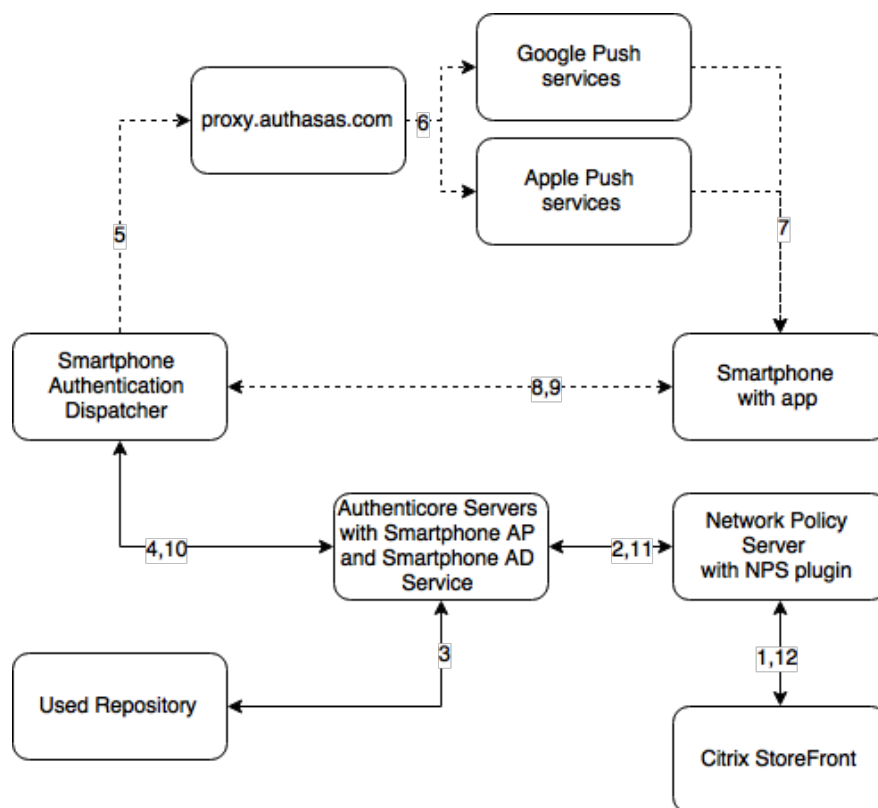 Google Push
services
proxy.authasas.com
6
Apple Push
services
5
7
Smartphone
Authentication
Dispatcher
8,9
Smartphone
with app
Authenticore Servers
with Smartphone AP
and Smartphone AD
Service
Network Policy
Server
with NPS plugin
4,10
2,11
3
1,12
Used Repository
Citrix StoreFront